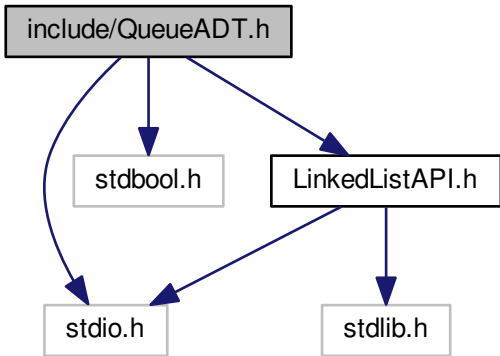 include/QueueADT.h
stdbool.h
LinkedListAPI.h
stdio.h
stdlib.h